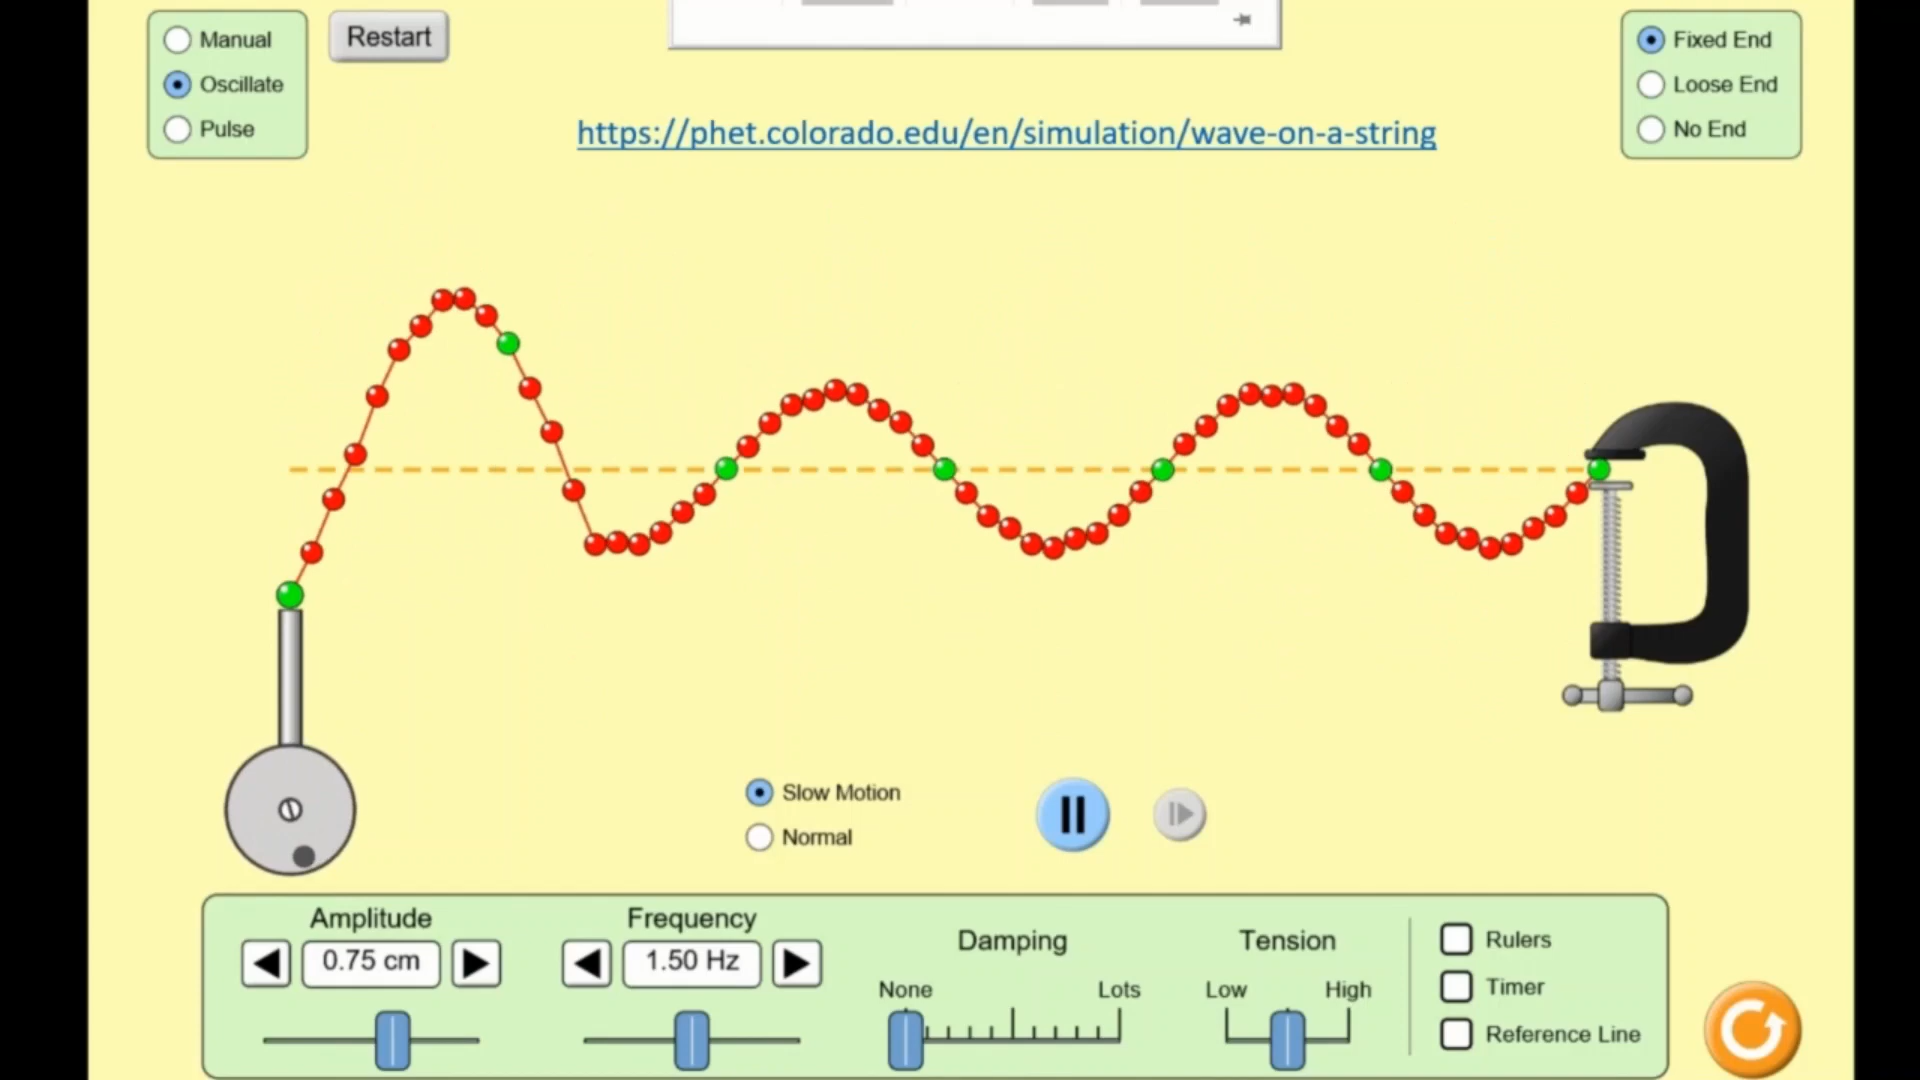 Manual
Oscillate
Pulse
Restart
https://phet.colorado.edu/en/simulation/wave-on-a-string
Fixed End
Loose End
No End
Slow Motion
Normal
Amplitude
0.75 cm
Frequency
1.50 Hz
Damping
None
Lots
Tension
Low
High
Rulers
Timer
Reference Line